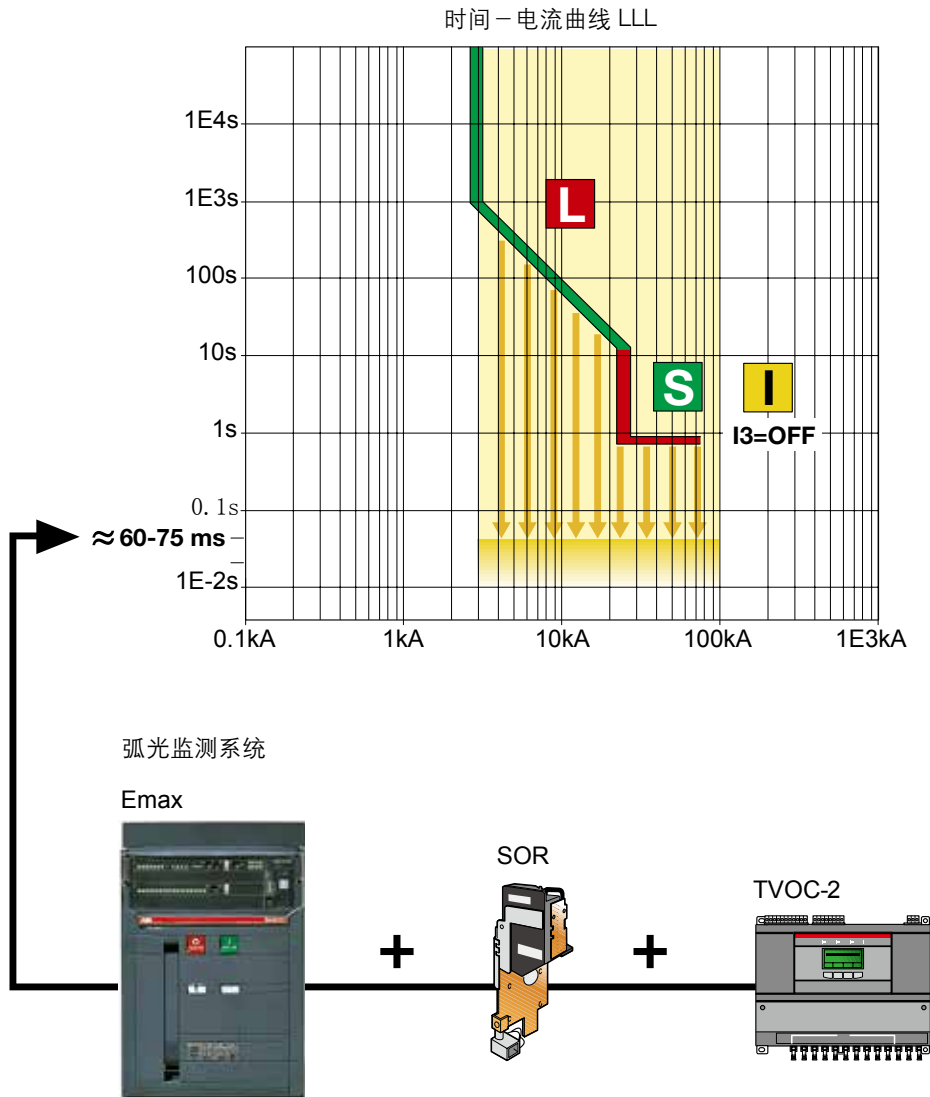 时间－电流曲线 LLL
1E4s
1E3s
L
100s
10s
S
I
1s
I3=OFF
0.1s
≈ 60-75 ms
1E-2s
0.1kA
1kA
10kA
100kA
1E3kA
弧光监测系统
Emax
SOR
TVOC-2
+
+